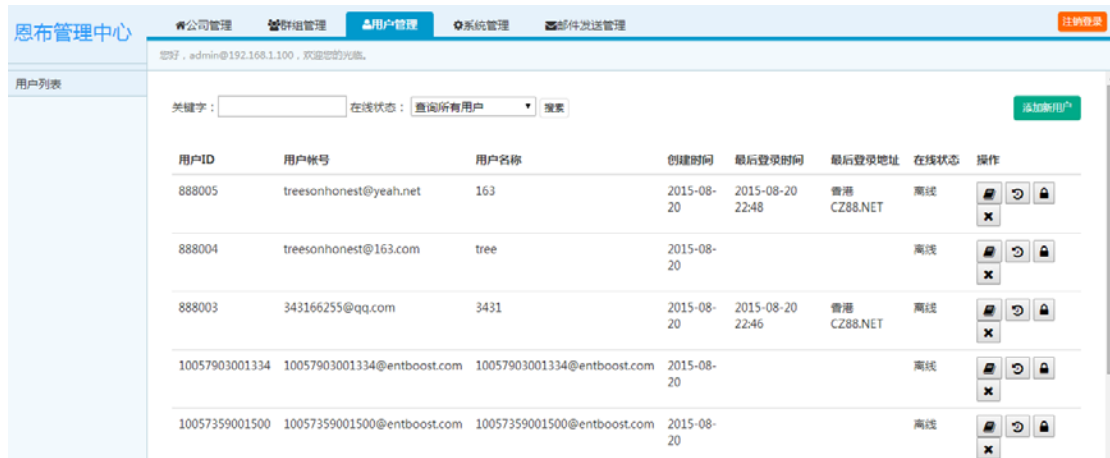 恩布管理中心
公司管理 群组管理 用户管理 系统管理 邮件发送管理 注销登录
您好，admin@192.168.1.100，欢迎您的光临。
用户列表
关键字： 在线状态： 查询所有用户 搜索 添加新用户
用户ID 用户帐号 用户名称 创建时间 最后登录时间 最后登录地址 在线状态 操作
888005 treesonhonest@yeah.net 163 2015-08- 2015-08-20 香港 离线
20 22:48 CZ88.NET
888004 treesonhonest@163.com tree 2015-08- 离线
20
888003 343166255@qq.com 3431 2015-08- 2015-08-20 香港 离线
20 22:46 CZ88.NET
10057903001334 10057903001334@entboost.com 10057903001334@entboost.com 2015-08- 离线
20
10057359001500 10057359001500@entboost.com 10057359001500@entboost.com 2015-08- 离线
20